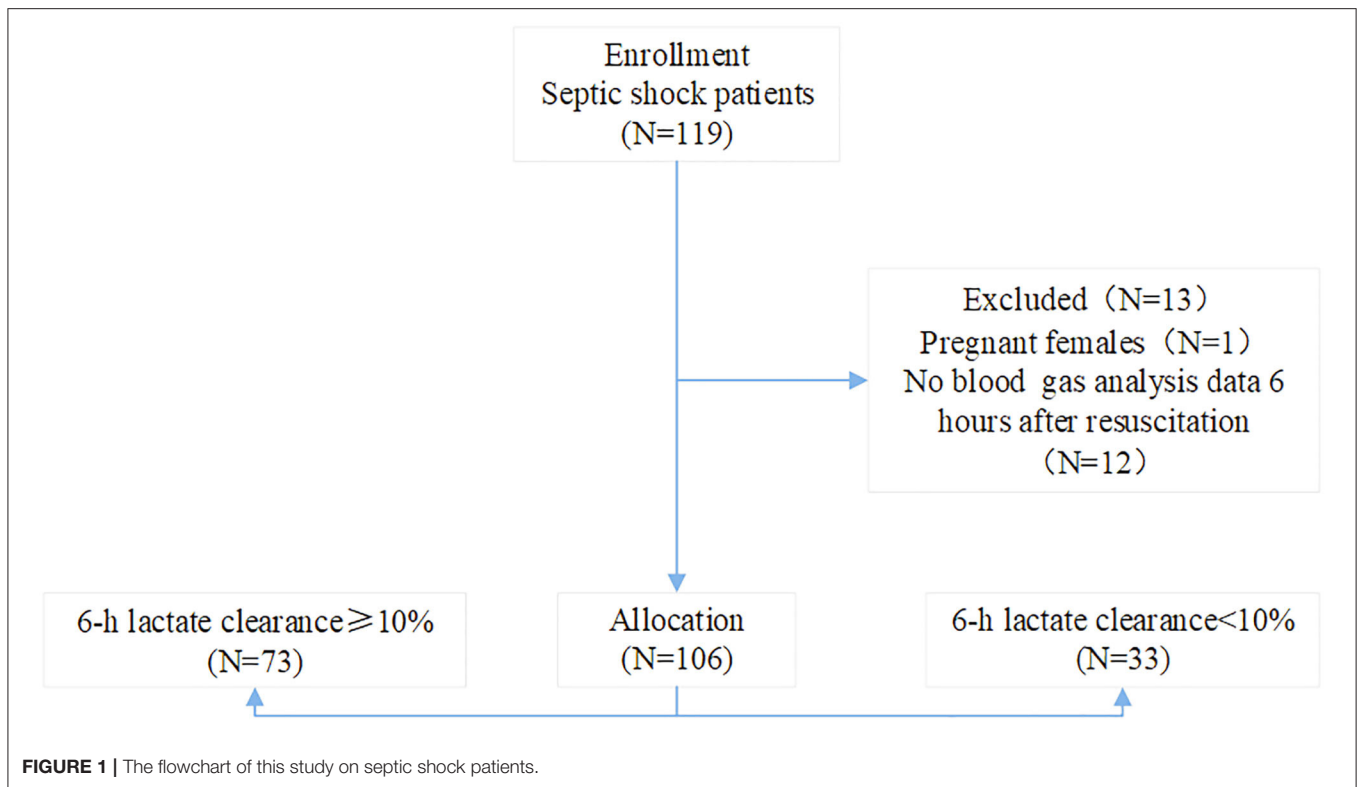 Enrollment
Septic shock patients
(N=119)
Excluded（N=13）
Pregnant females（N=1）
No blood gas analysis data 6
hours after resuscitation
（N=12）
6-h lactate clearance≥10%
(N=73)
Allocation
(N=106)
6-h lactate clearance<10%
(N=33)
FIGURE 1 | The flowchart of this study on septic shock patients.